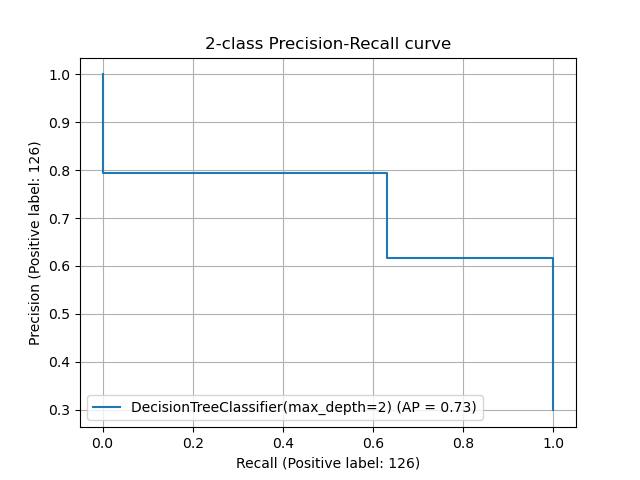 2-class Precision-Recall curve
Precision (Positive label: 126)
1.0
0.9
0.8
0.7
0.6
0.5
0.4
0.3
DecisionTreeClassifier(max_depth=2) (AP = 0.73)
0.0 0.2 0.4 0.6 0.8 1.0
Recall (Positive label: 126)